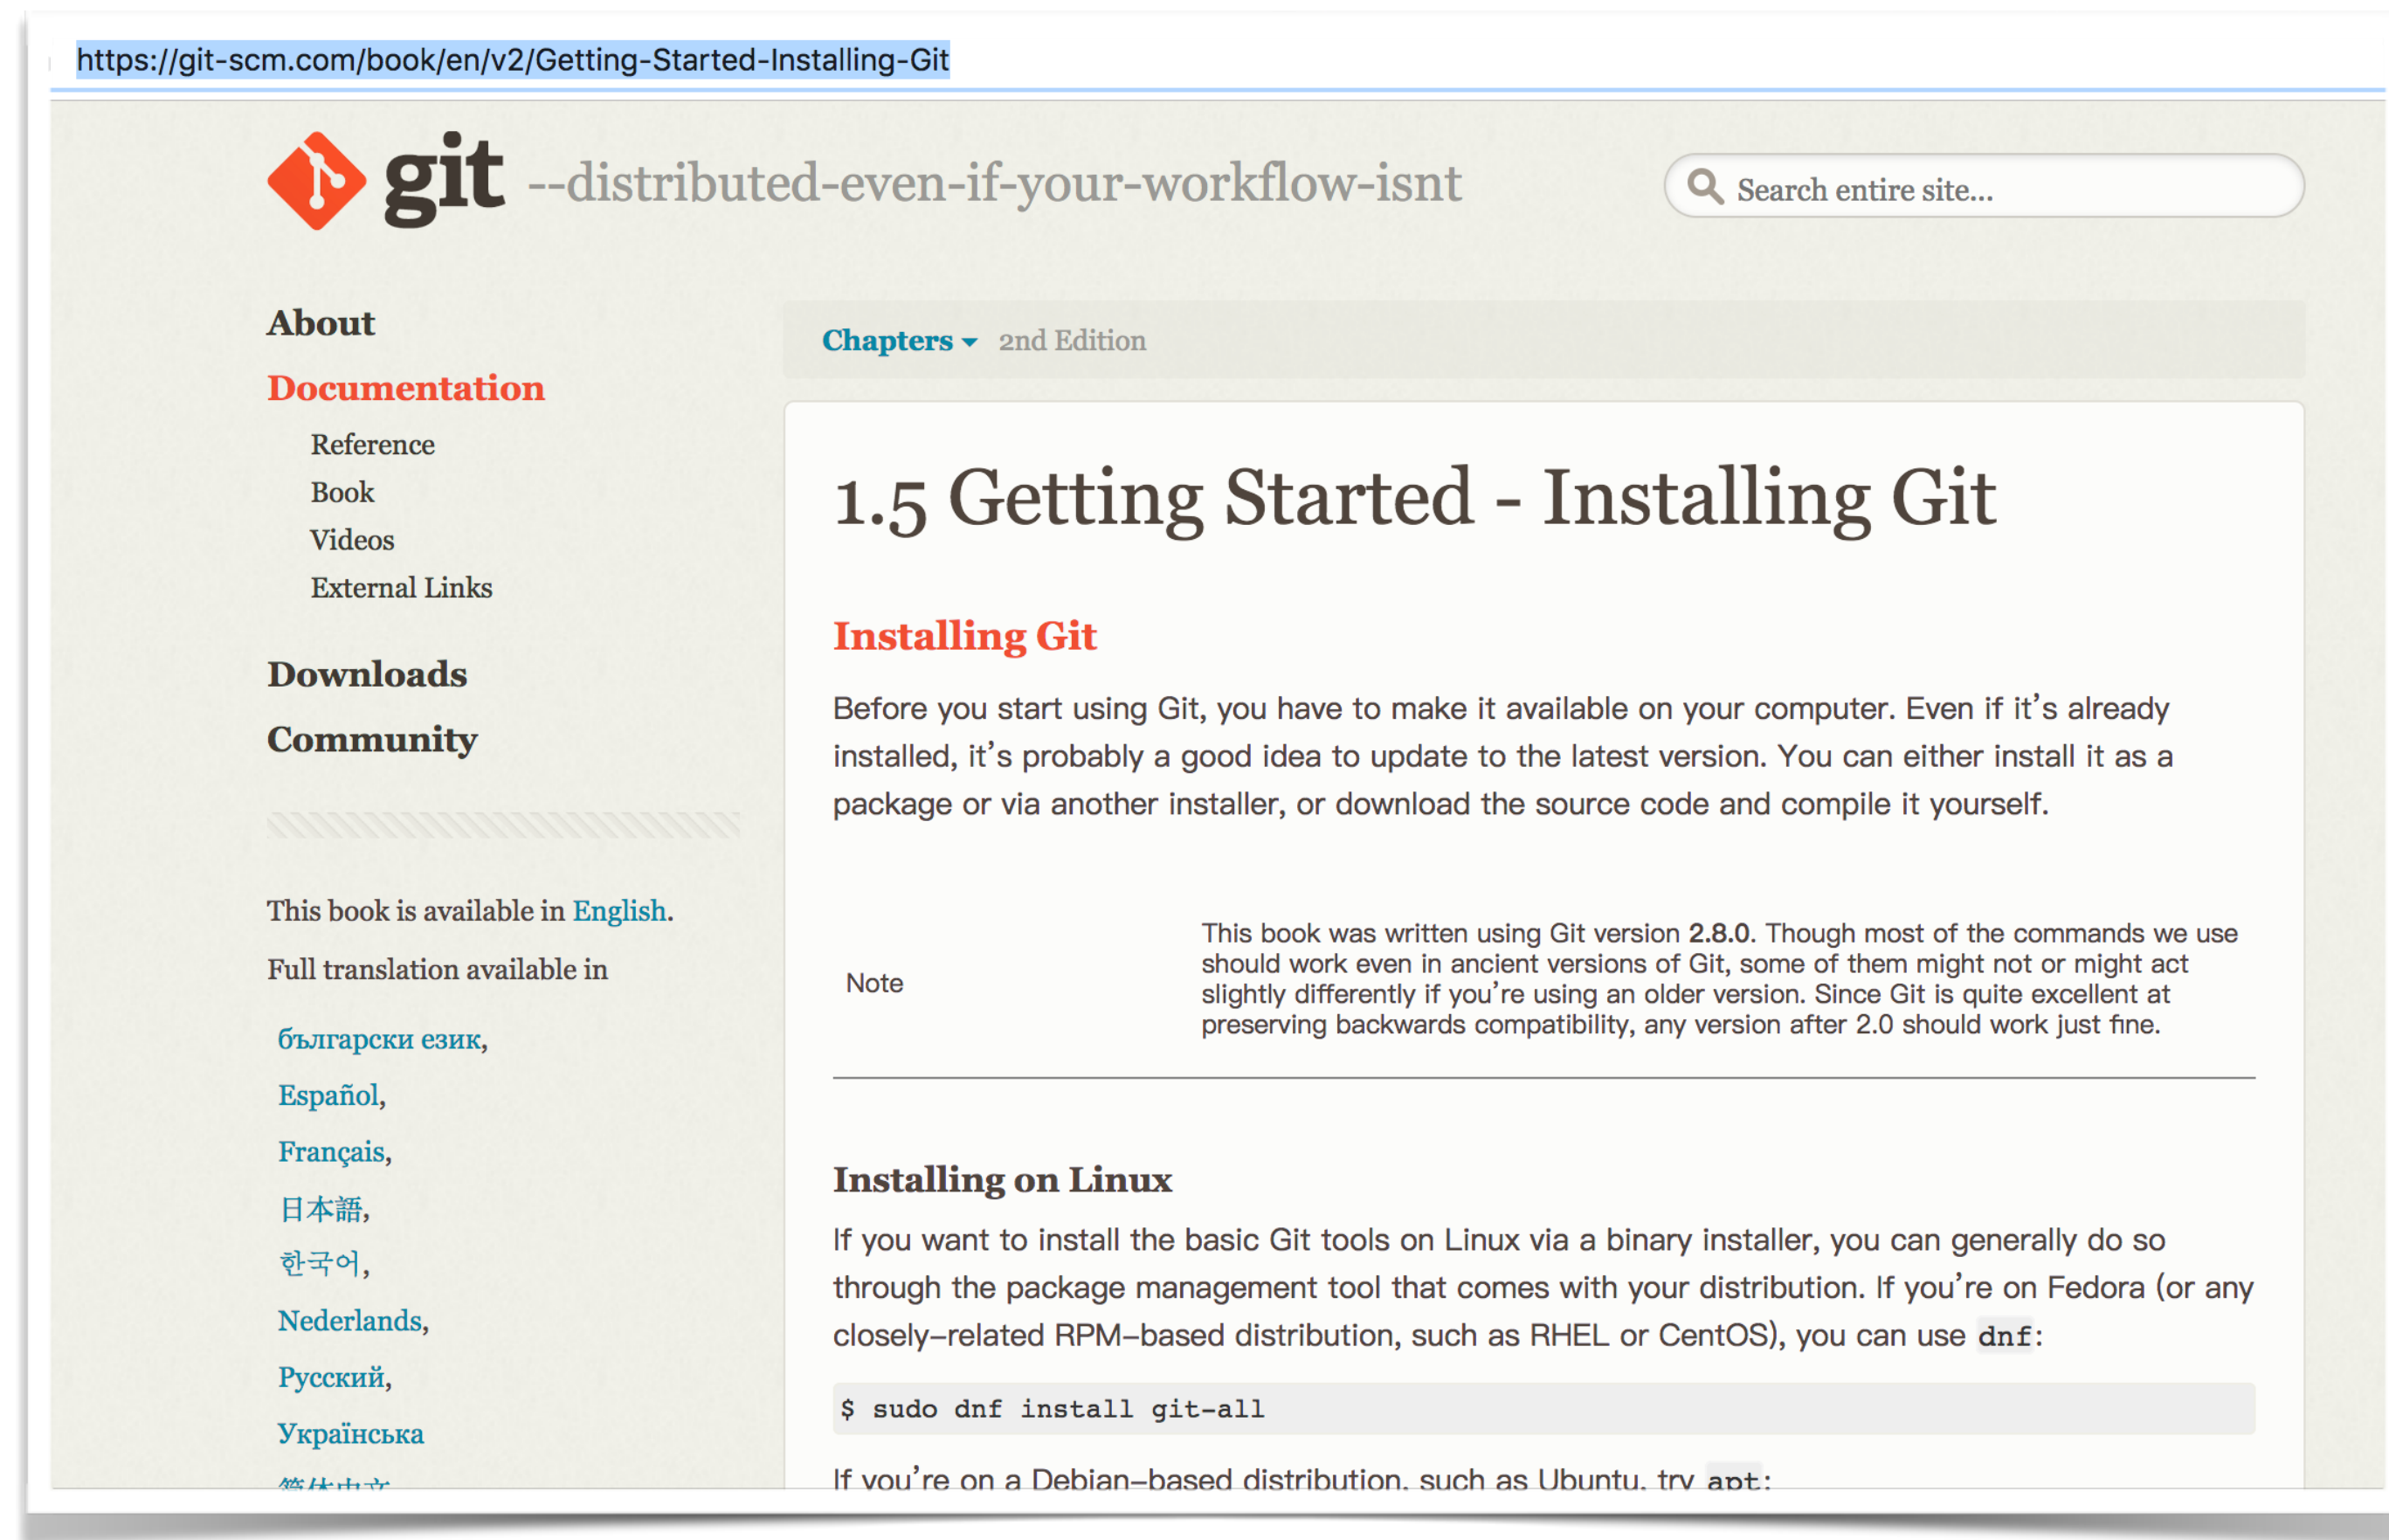 https://git-scm.com/book/en/v2/Getting-Started-Installing-Git
git --distributed-even-if-your-workflow-isnt
Search entire site...
About
Documentation
Reference
Book
Videos
External Links
Downloads
Community
This book is available in English.
Full translation available in
български език,
Español,
Français,
日本語,
한국어,
Nederlands,
Русский,
Українська
简体中文
Chapters 2nd Edition
1.5 Getting Started - Installing Git
Installing Git
Before you start using Git, you have to make it available on your computer. Even if it’s already
installed, it’s probably a good idea to update to the latest version. You can either install it as a
package or via another installer, or download the source code and compile it yourself.
Note
This book was written using Git version 2.8.0. Though most of the commands we use
should work even in ancient versions of Git, some of them might not or might act
slightly differently if you’re using an older version. Since Git is quite excellent at
preserving backwards compatibility, any version after 2.0 should work just fine.
Installing on Linux
If you want to install the basic Git tools on Linux via a binary installer, you can generally do so
through the package management tool that comes with your distribution. If you’re on Fedora (or any
closely-related RPM-based distribution, such as RHEL or CentOS), you can use dnf:
$ sudo dnf install git-all
If you’re on a Debian-based distribution, such as Ubuntu, try apt: